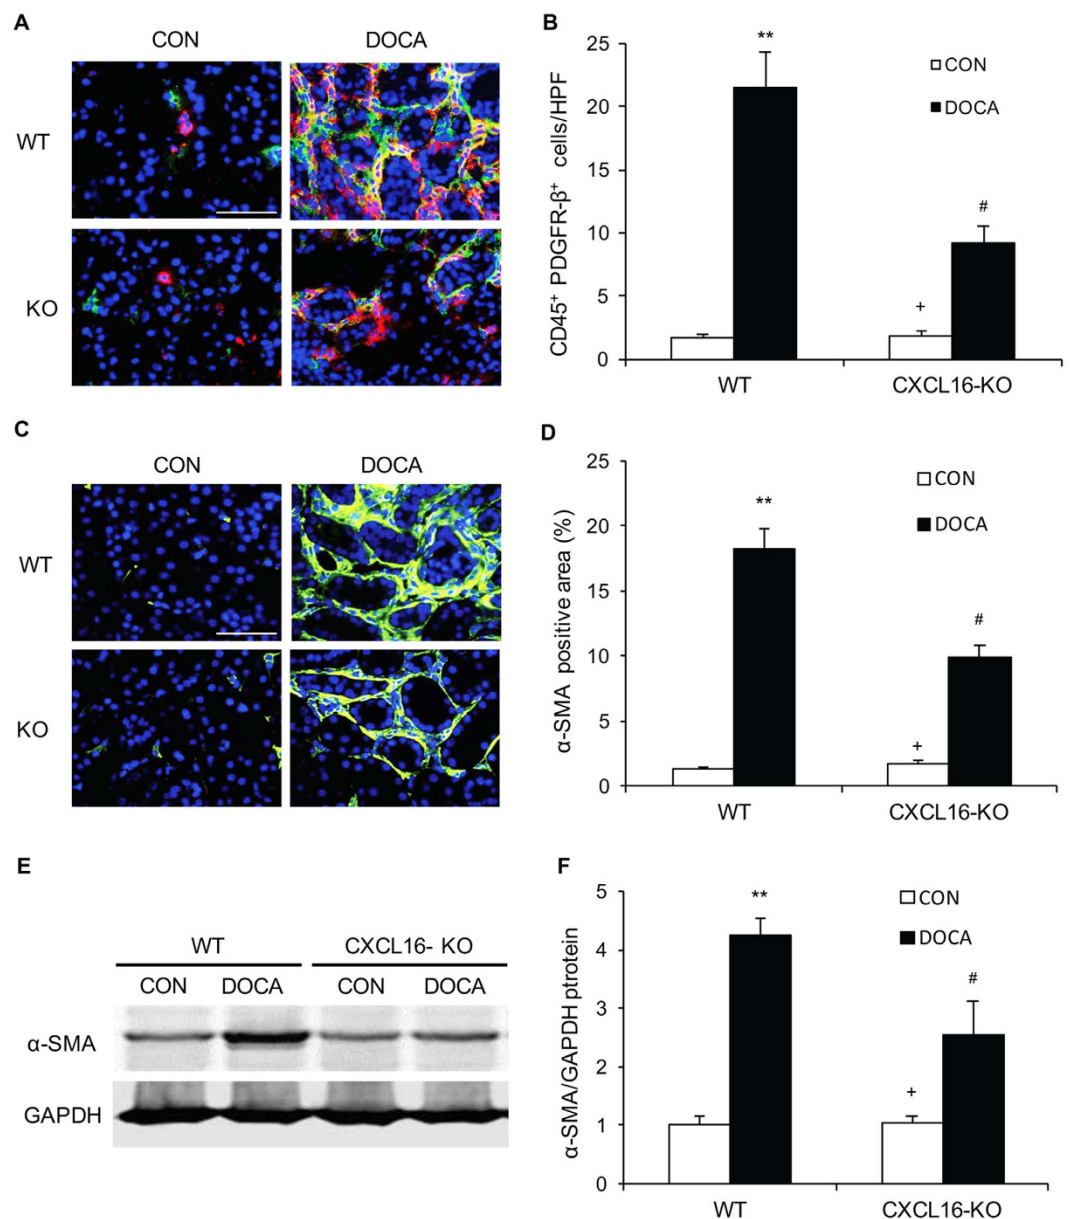 A
CON
DOCA
WT
KO
B
CD45⁺ PDGFR-β⁺ cells/HPF
25
20
15
10
5
0
**
#
+
CON
DOCA
WT
CXCL16-KO
C
CON
DOCA
WT
KO
D
α-SMA positive area (%)
25
20
15
10
5
0
**
#
+
CON
DOCA
WT
CXCL16-KO
E
WT
CXCL16- KO
CON
DOCA
CON
DOCA
α-SMA
GAPDH
F
α-SMA/GAPDH ptrotein
5
4
3
2
1
0
**
#
+
CON
DOCA
WT
CXCL16-KO